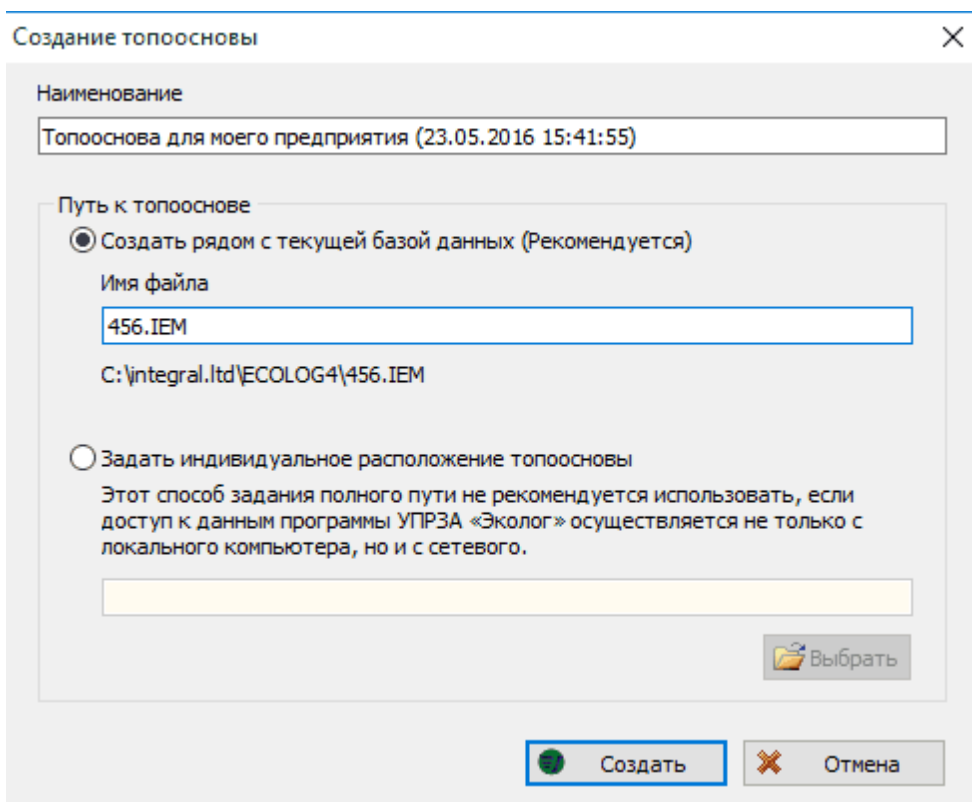 Создание топоосновы
Наименование
Топооснова для моего предприятия (23.05.2016 15:41:55)
Путь к топооснове
Создать рядом с текущей базой данных (Рекомендуется)
Имя файла
456.IEM
C:\integral.ltd\ECOLOG4\456.IEM
Задать индивидуальное расположение топоосновы
Этот способ задания полного пути не рекомендуется использовать, если
доступ к данным программы УПРЗА «Эколог» осуществляется не только с
локального компьютера, но и с сетевого.
Выбрать
Создать
Отмена